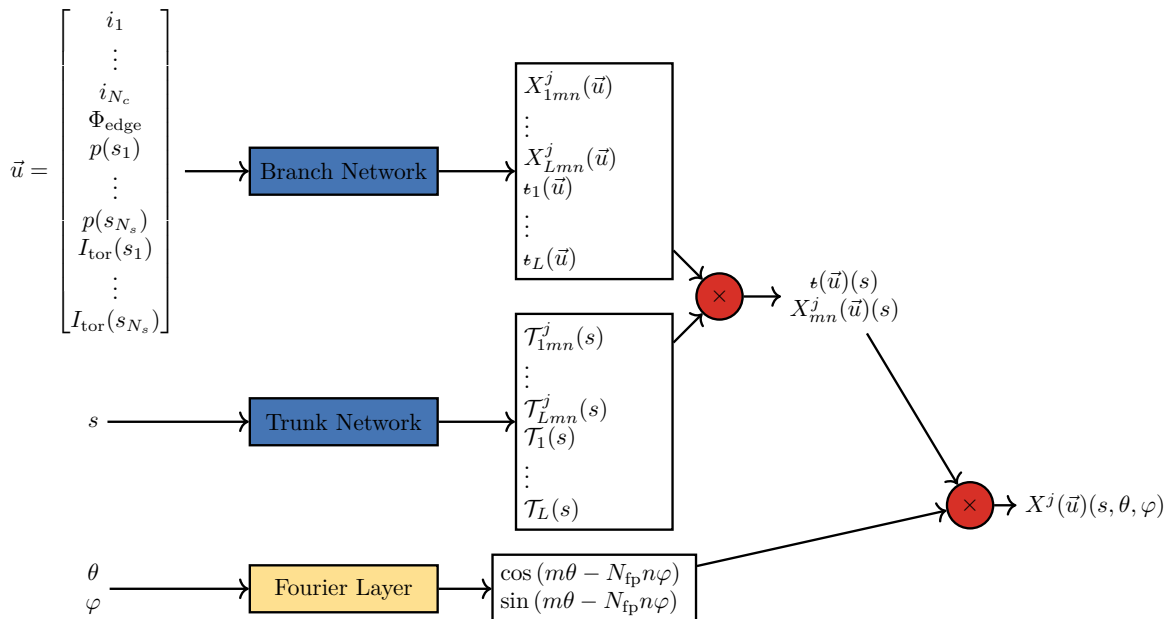 i_1
⋮
i_{N_c}
Φ_edge
p(s_1)
⋮
p(s_{N_s})
I_tor(s_1)
⋮
I_tor(s_{N_s})
u⃗ =
Branch Network
X^j_{1mn}(u⃗)
⋮
X^j_{Lmn}(u⃗)
ɨ_1(u⃗)
⋮
ɨ_L(u⃗)
×
ɨ(u⃗)(s)
X^j_{mn}(u⃗)(s)
s
Trunk Network
𝒯^j_{1mn}(s)
⋮
𝒯^j_{Lmn}(s)
𝒯_1(s)
⋮
𝒯_L(s)
×
X^j(u⃗)(s, θ, φ)
θ
φ
Fourier Layer
cos (mθ − N_fp nφ)
sin (mθ − N_fp nφ)